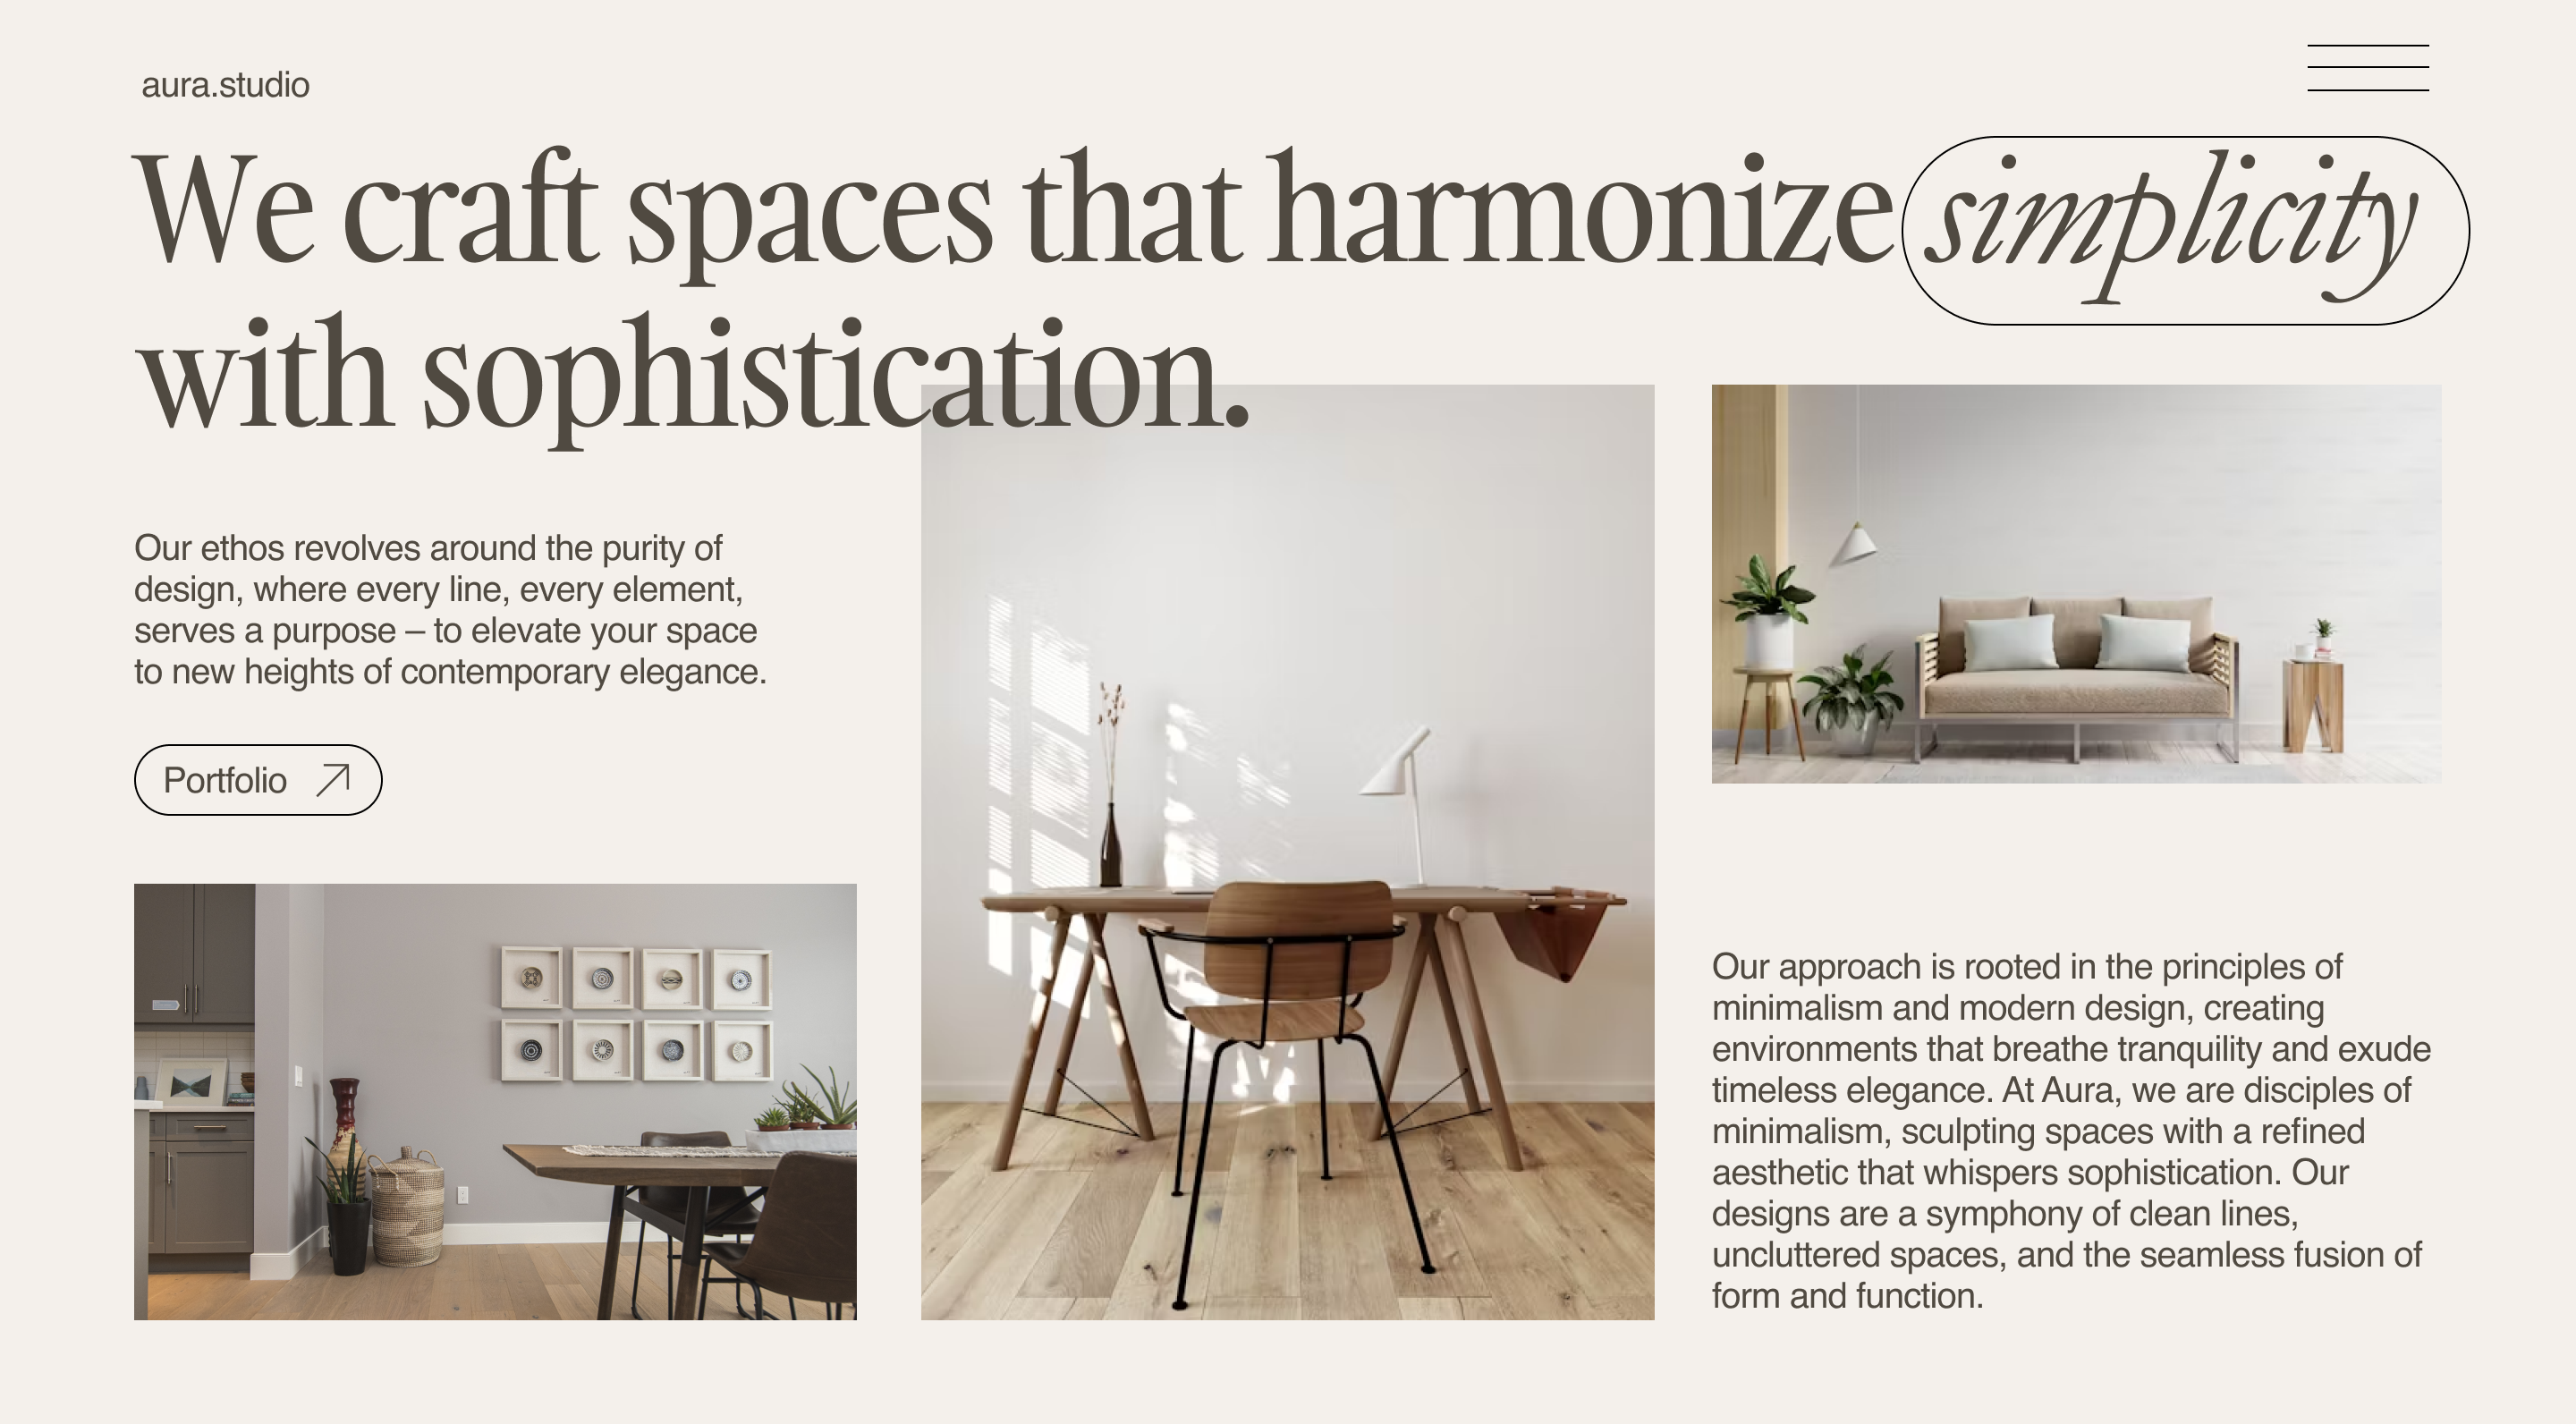 aura.studio
We craft spaces that harmonize simplicity
with sophistication.
Our ethos revolves around the purity of
design, where every line, every element,
serves a purpose – to elevate your space
to new heights of contemporary elegance.
Portfolio
Our approach is rooted in the principles of
minimalism and modern design, creating
environments that breathe tranquility and exude
timeless elegance. At Aura, we are disciples of
minimalism, sculpting spaces with a refined
aesthetic that whispers sophistication. Our
designs are a symphony of clean lines,
uncluttered spaces, and the seamless fusion of
form and function.